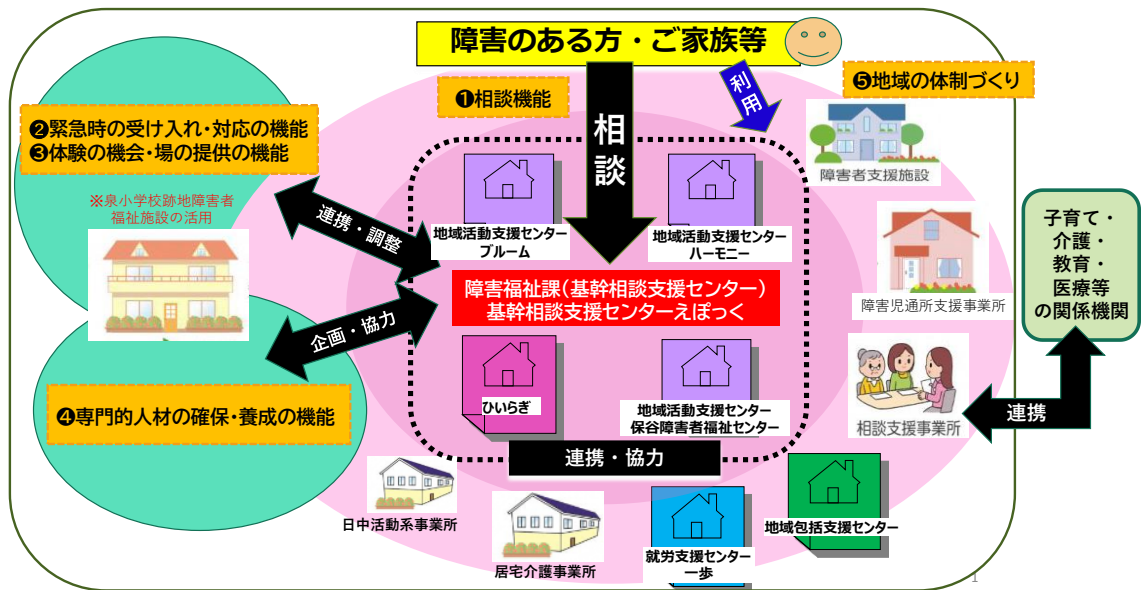 障害のある方・ご家族等
利用
❺地域の体制づくり
❶相談機能
相談
❷緊急時の受け入れ・対応の機能
❸体験の機会・場の提供の機能
※泉小学校跡地障害者
福祉施設の活用
連携・調整
地域活動支援センター
ブルーム
地域活動支援センター
ハーモニー
障害者支援施設
障害福祉課(基幹相談支援センター)
基幹相談支援センターえぽっく
障害児通所支援事業所
子育て・
介護・
教育・
医療等
の関係機関
企画・協力
❹専門的人材の確保・養成の機能
ひいらぎ
地域活動支援センター
保谷障害者福祉センター
相談支援事業所
連携
連携・協力
日中活動系事業所
居宅介護事業所
就労支援センター
一歩
地域包括支援センター
1